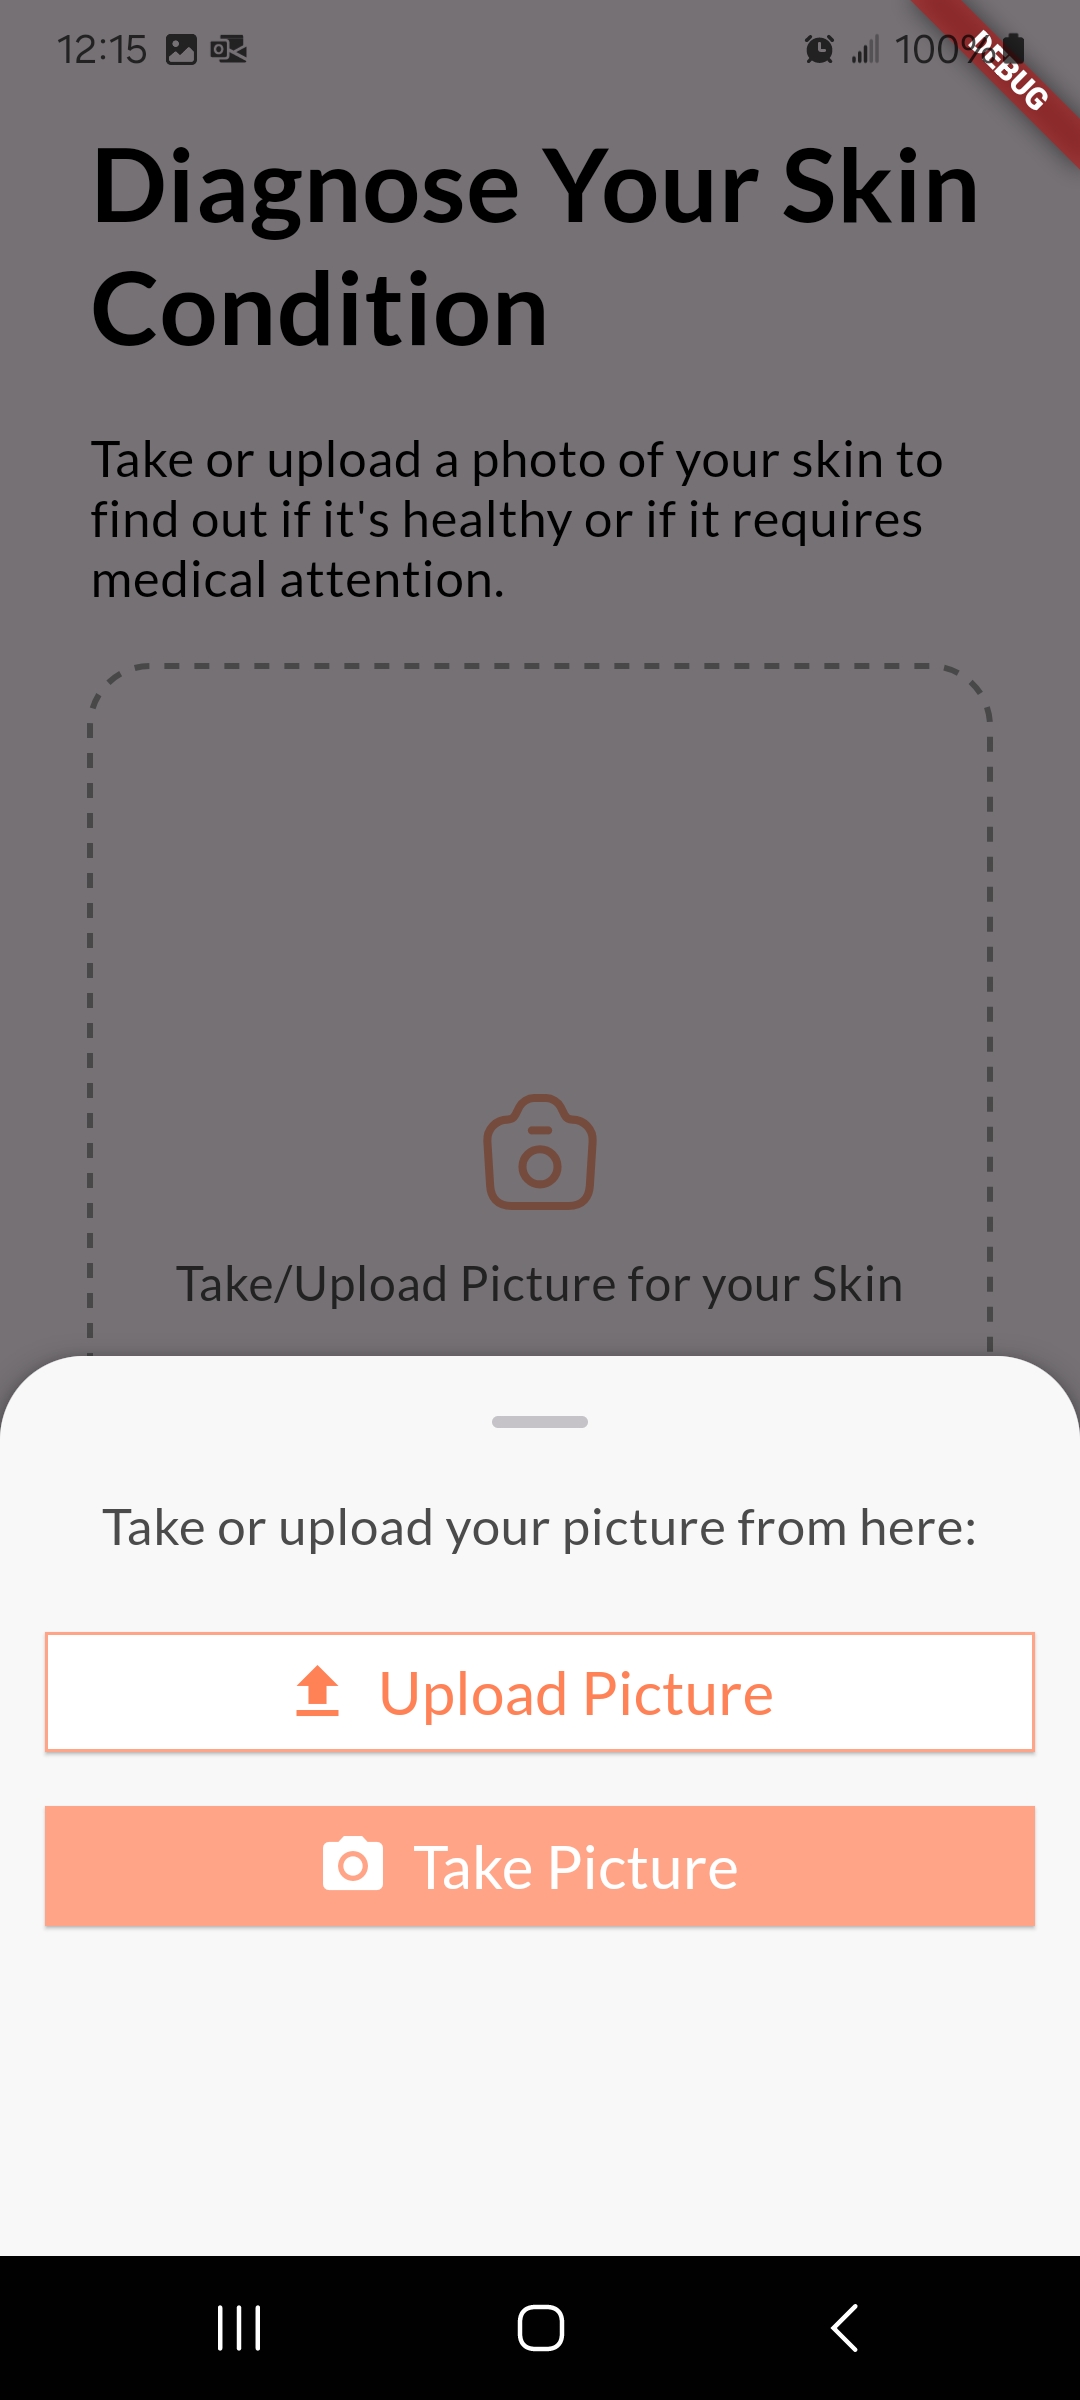 12:15
100%
DEBUG
Diagnose Your Skin
Condition
Take or upload a photo of your skin to
find out if it's healthy or if it requires
medical attention.
Take/Upload Picture for your Skin
Take or upload your picture from here:
Upload Picture
Take Picture